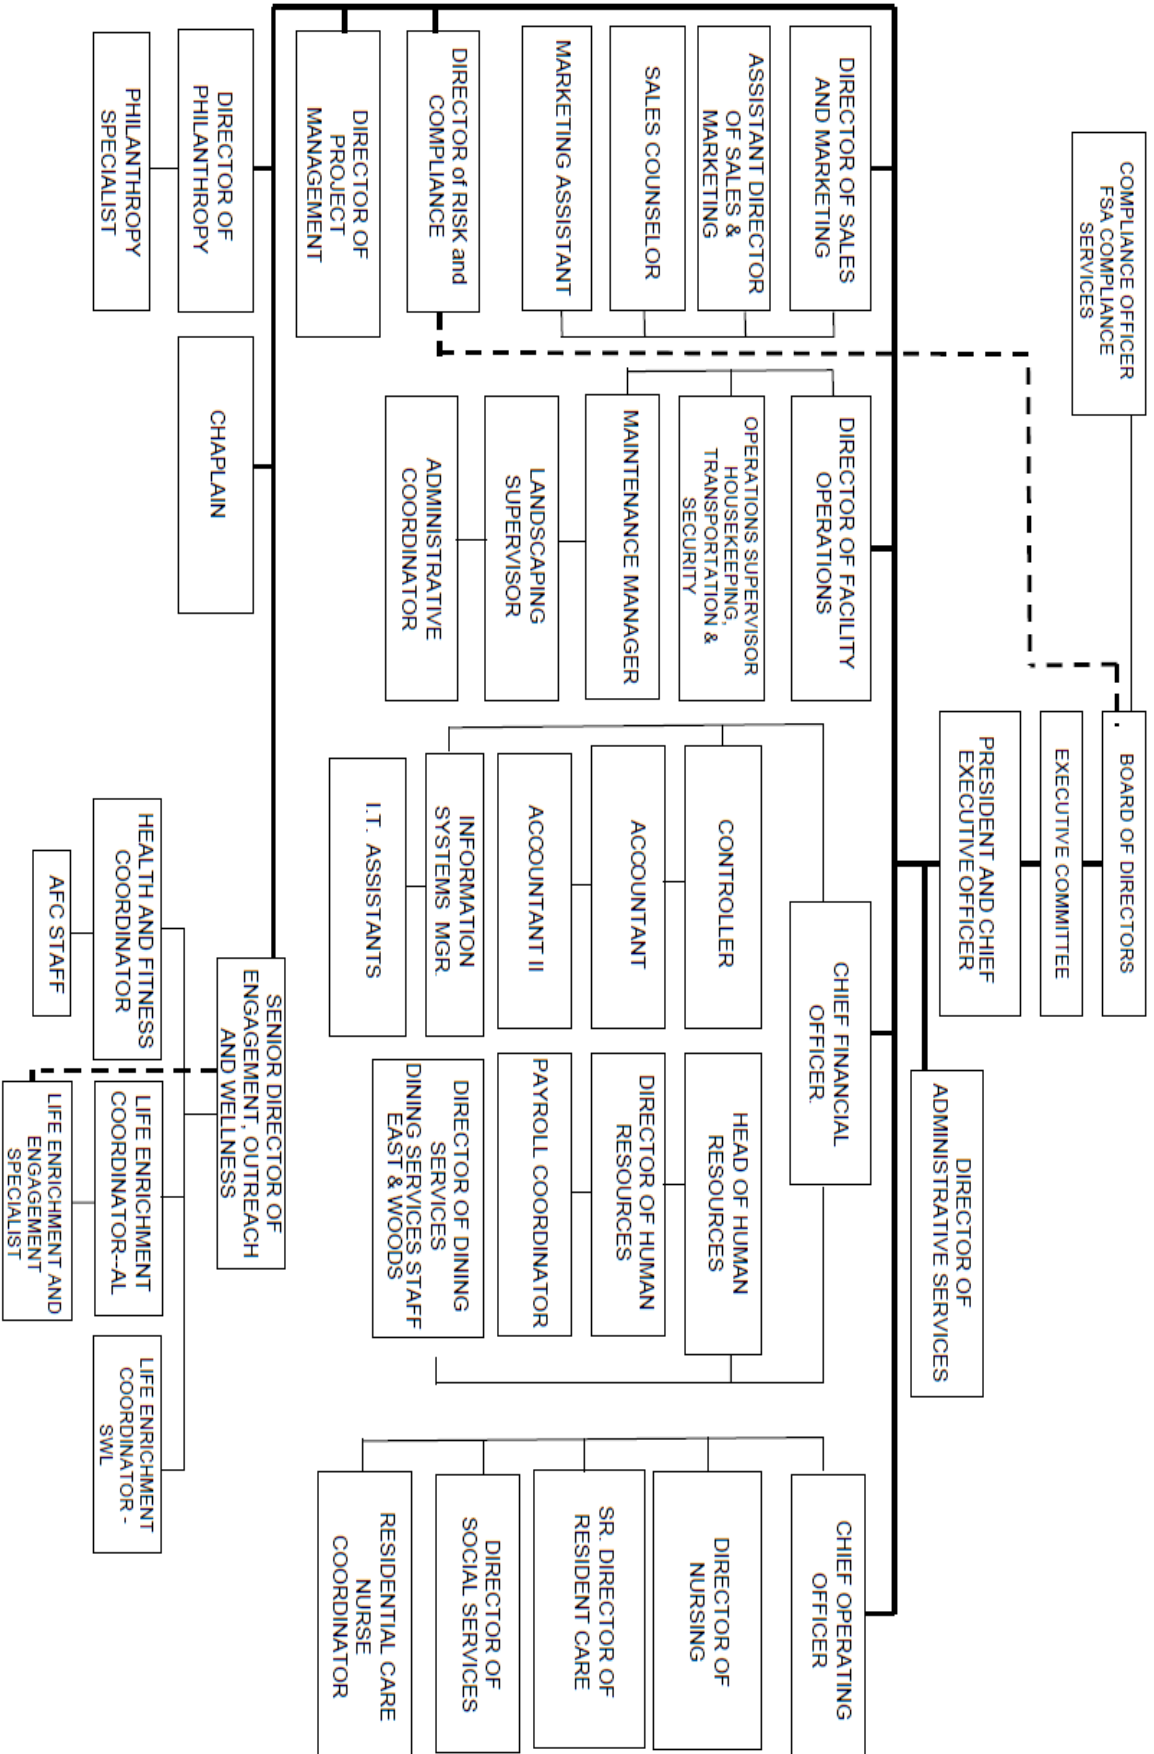 COMPLIANCE OFFICER
FSA COMPLIANCE
SERVICES
BOARD OF DIRECTORS
EXECUTIVE COMMITTEE
PRESIDENT AND CHIEF
EXECUTIVE OFFICER
DIRECTOR OF
ADMINISTRATIVE SERVICES
DIRECTOR OF SALES
AND MARKETING
ASSISTANT DIRECTOR
OF SALES &
MARKETING
SALES COUNSELOR
MARKETING ASSISTANT
DIRECTOR OF FACILITY
OPERATIONS
OPERATIONS SUPERVISOR
HOUSEKEEPING,
TRANSPORTATION &
SECURITY
MAINTENANCE MANAGER
LANDSCAPING
SUPERVISOR
ADMINISTRATIVE
COORDINATOR
CHIEF FINANCIAL
OFFICER.
CONTROLLER
ACCOUNTANT
ACCOUNTANT II
INFORMATION
SYSTEMS MGR.
I.T. ASSISTANTS
HEAD OF HUMAN
RESOURCES
DIRECTOR OF HUMAN
RESOURCES
PAYROLL COORDINATOR
DIRECTOR OF DINING
SERVICES
DINING SERVICES STAFF
EAST & WOODS
CHIEF OPERATING
OFFICER
DIRECTOR OF
NURSING
SR. DIRECTOR OF
RESIDENT CARE
DIRECTOR OF
SOCIAL SERVICES
RESIDENTIAL CARE
NURSE
COORDINATOR
DIRECTOR of RISK and
COMPLIANCE
DIRECTOR OF
PROJECT
MANAGEMENT
DIRECTOR OF
PHILANTHROPY
PHILANTHROPY
SPECIALIST
CHAPLAIN
SENIOR DIRECTOR OF
ENGAGEMENT, OUTREACH
AND WELLNESS
HEALTH AND FITNESS
COORDINATOR
AFC STAFF
LIFE ENRICHMENT
COORDINATOR--AL
LIFE ENRICHMENT AND
ENGAGEMENT
SPECIALIST
LIFE ENRICHMENT
COORDINATOR -
SWL